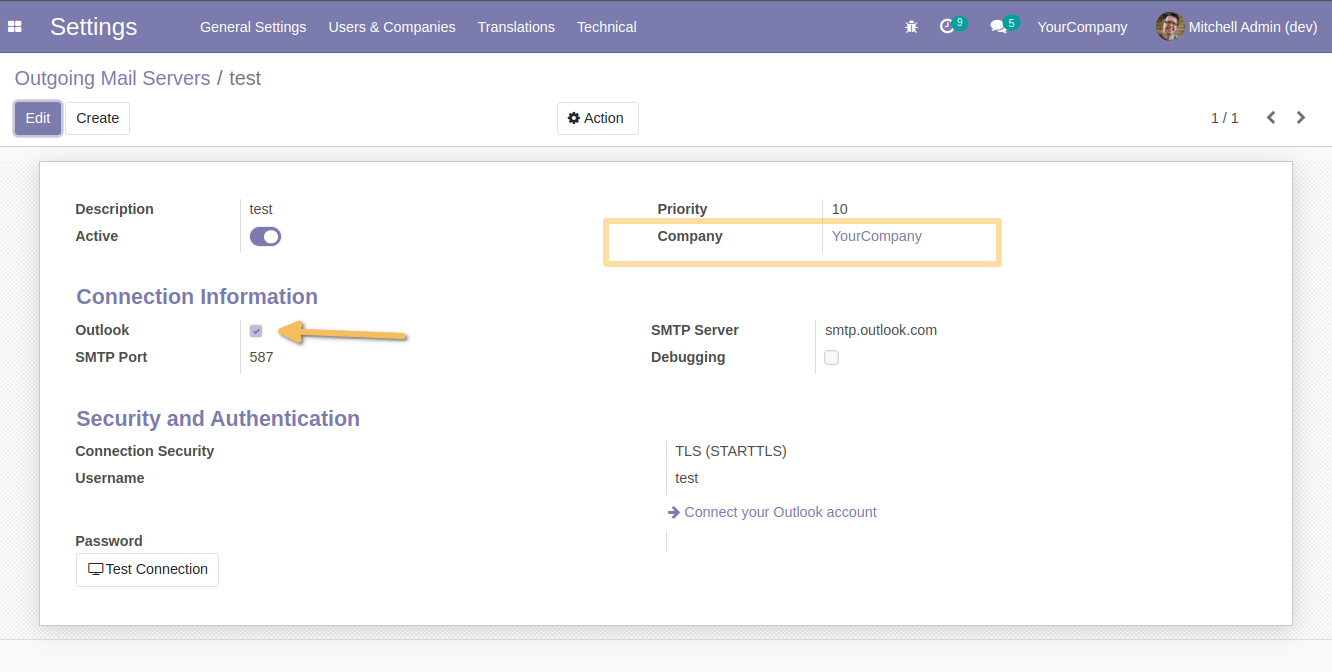 Settings General Settings Users & Companies Translations Technical 9 5 YourCompany Mitchell Admin (dev)
Outgoing Mail Servers / test
Edit Create Action 1 / 1
Description test Priority 10
Active Company YourCompany
Connection Information
Outlook SMTP Server smtp.outlook.com
SMTP Port 587 Debugging
Security and Authentication
Connection Security TLS (STARTTLS)
Username test
Connect your Outlook account
Password
Test Connection